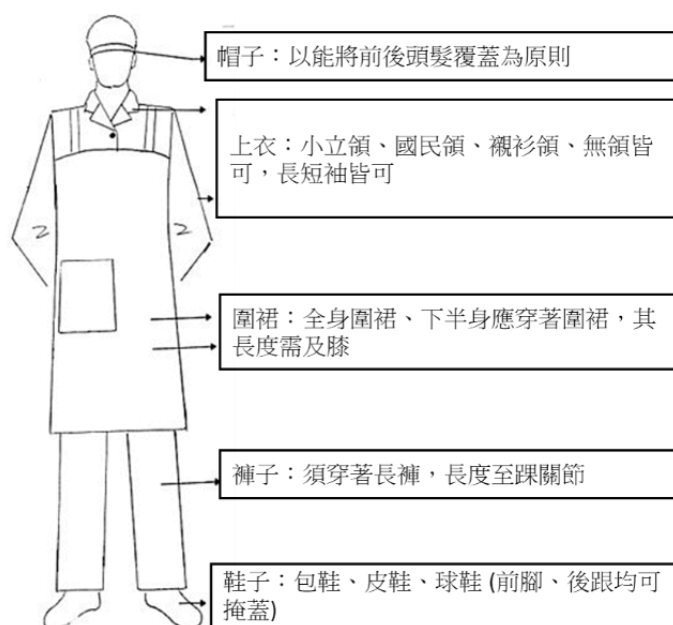 帽子：以能將前後頭髮覆蓋為原則
上衣：小立領、國民領、襯衫領、無領皆
可，長短袖皆可
圍裙：全身圍裙、下半身應穿著圍裙，其
長度需及膝
褲子：須穿著長褲，長度至踝關節
鞋子：包鞋、皮鞋、球鞋 (前腳、後跟均可
掩蓋)